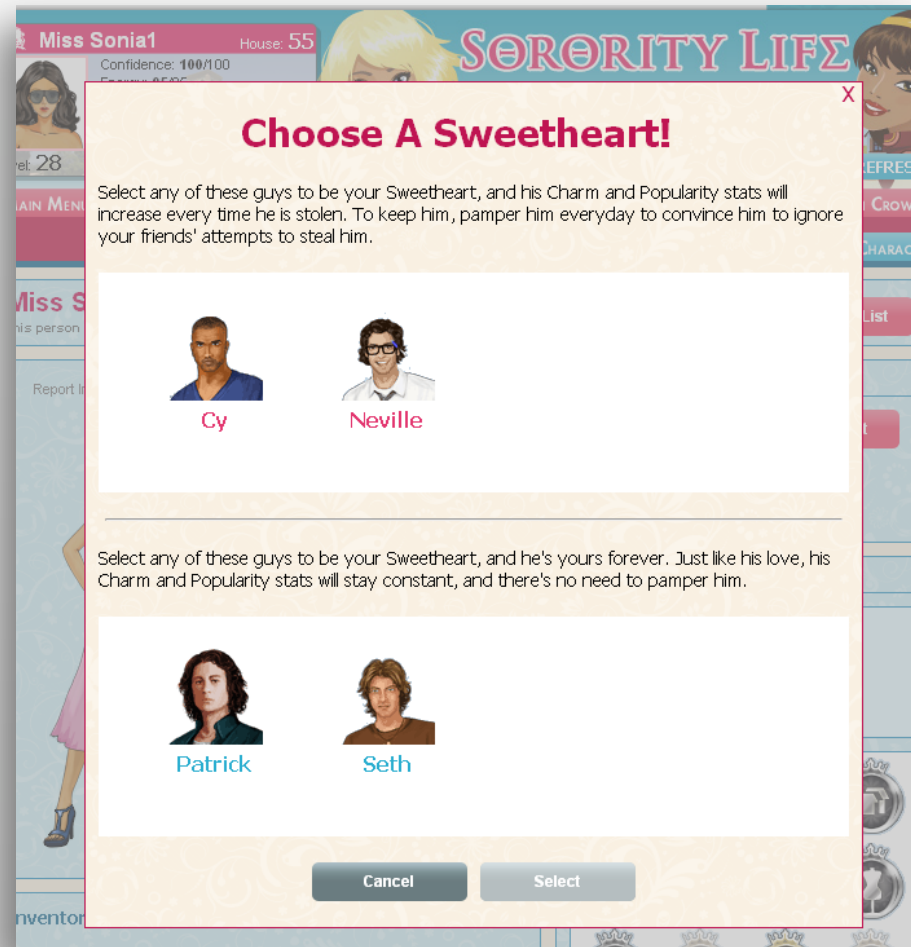 Miss Sonia1
House: 55
SORORITY LIFE
Confidence: 100/100
28
X
Choose A Sweetheart!
Select any of these guys to be your Sweetheart, and his Charm and Popularity stats will
increase every time he is stolen. To keep him, pamper him everyday to convince him to ignore
your friends' attempts to steal him.
Miss S
person
List
Report
Cy
Neville
Select any of these guys to be your Sweetheart, and he's yours forever. Just like his love, his
Charm and Popularity stats will stay constant, and there's no need to pamper him.
Patrick
Seth
Cancel
Select